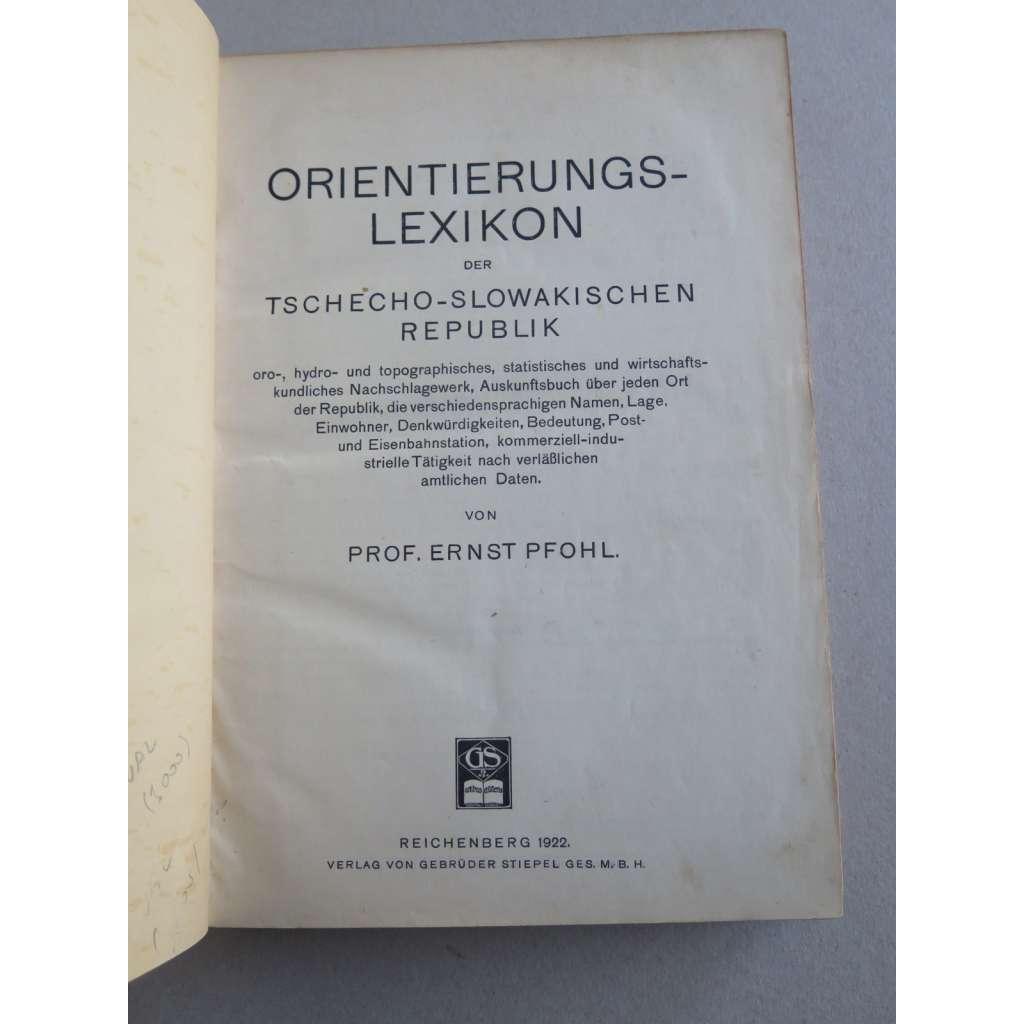 ORIENTIERUNGS-
LEXIKON
DER
TSCHECHO-SLOWAKISCHEN
REPUBLIK
oro-, hydro- und topographisches, statistisches und wirtschafts-
kundliches Nachschlagewerk, Auskunftsbuch über jeden Ort
der Republik, die verschiedensprachigen Namen, Lage,
Einwohner, Denkwürdigkeiten, Bedeutung, Post-
und Eisenbahnstation, kommerziell-indu-
strielle Tätigkeit nach verläßlichen
amtlichen Daten.
VON
PROF. ERNST PFOHL.
GS
REICHENBERG 1922.
VERLAG VON GEBRÜDER STIEPEL GES. M. B. H.